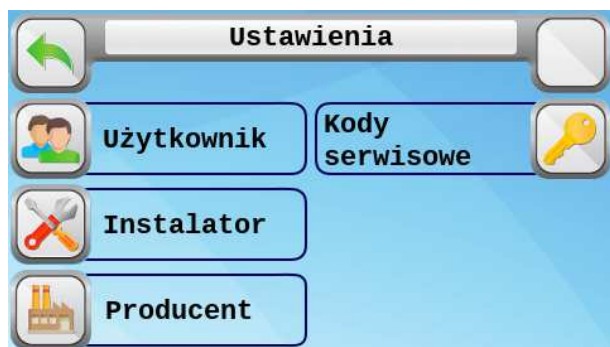 Ustawienia
Użytkownik
Kody
serwisowe
Instalator
Producent